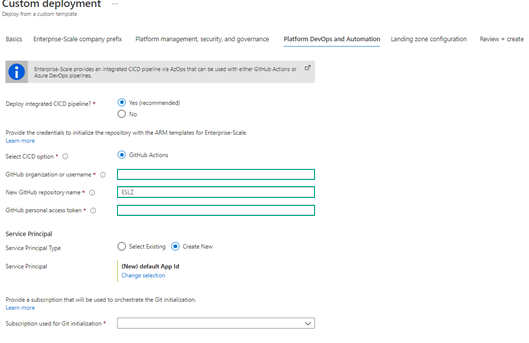 Custom deployment ...
Deploy from a custom template
Basics Enterprise-Scale company prefix Platform management, security, and governance Platform DevOps and Automation Landing zone configuration Review + create
Enterprise-Scale provides an integrated CICD pipeline via AzOps that can be used with either GitHub Actions or
Azure DevOps pipelines.
Deploy integrated CICD pipeline? * Yes (recommended)
No
Provide the credentials to initialize the repository with the ARM templates for Enterprise-Scale.
Learn more
Select CICD option * GitHub Actions
GitHub organization or username *
New GitHub repository name * ESLZ
GitHub personal access token *
Service Principal
Service Principal Type Select Existing Create New
Service Principal (New) default App Id
Change selection
Provide a subscription that will be used to orchestrate the Git initialization.
Learn more
Subscription used for Git initialization *